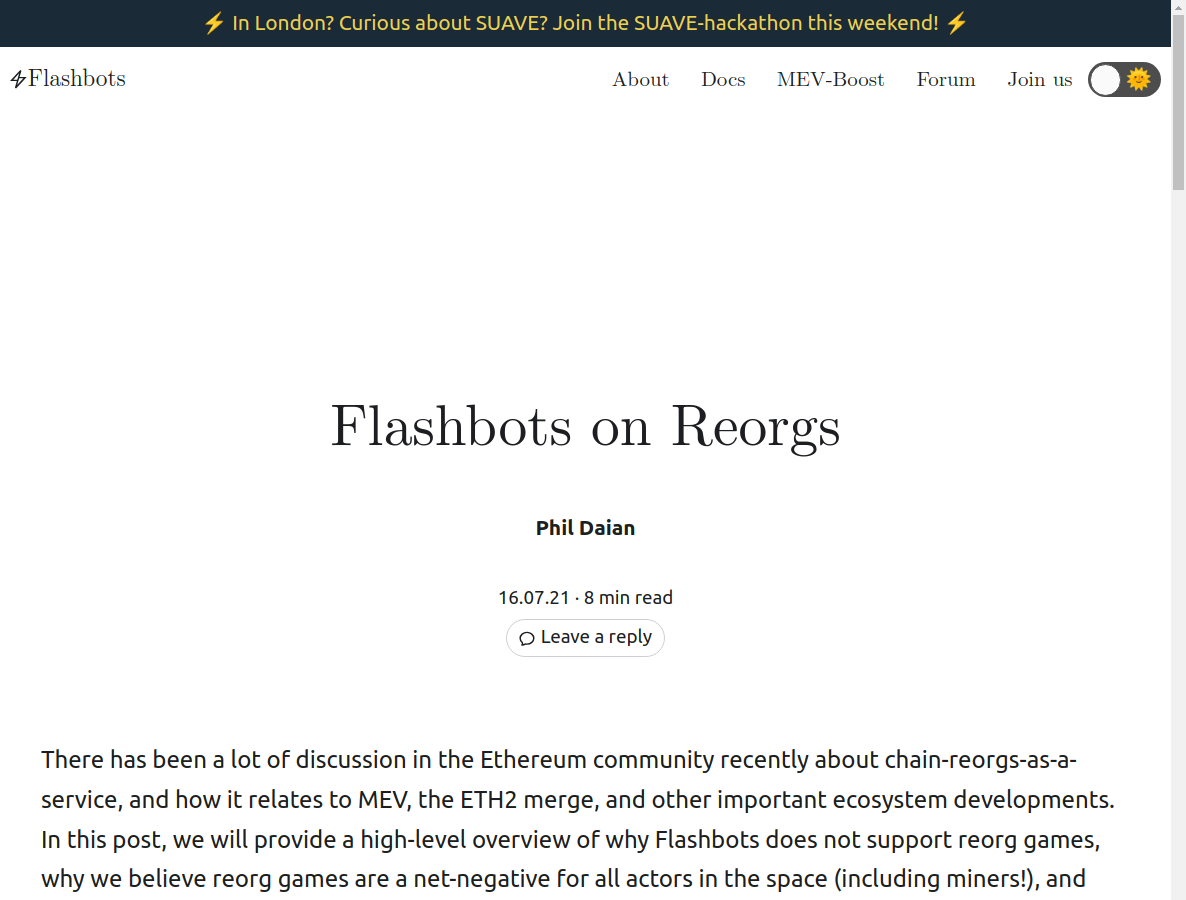 ⚡ In London? Curious about SUAVE? Join the SUAVE-hackathon this weekend! ⚡
Flashbots
About
Docs
MEV-Boost
Forum
Join us
Flashbots on Reorgs
Phil Daian
16.07.21 · 8 min read
Leave a reply
There has been a lot of discussion in the Ethereum community recently about chain-reorgs-as-a-
service, and how it relates to MEV, the ETH2 merge, and other important ecosystem developments.
In this post, we will provide a high-level overview of why Flashbots does not support reorg games,
why we believe reorg games are a net-negative for all actors in the space (including miners!), and